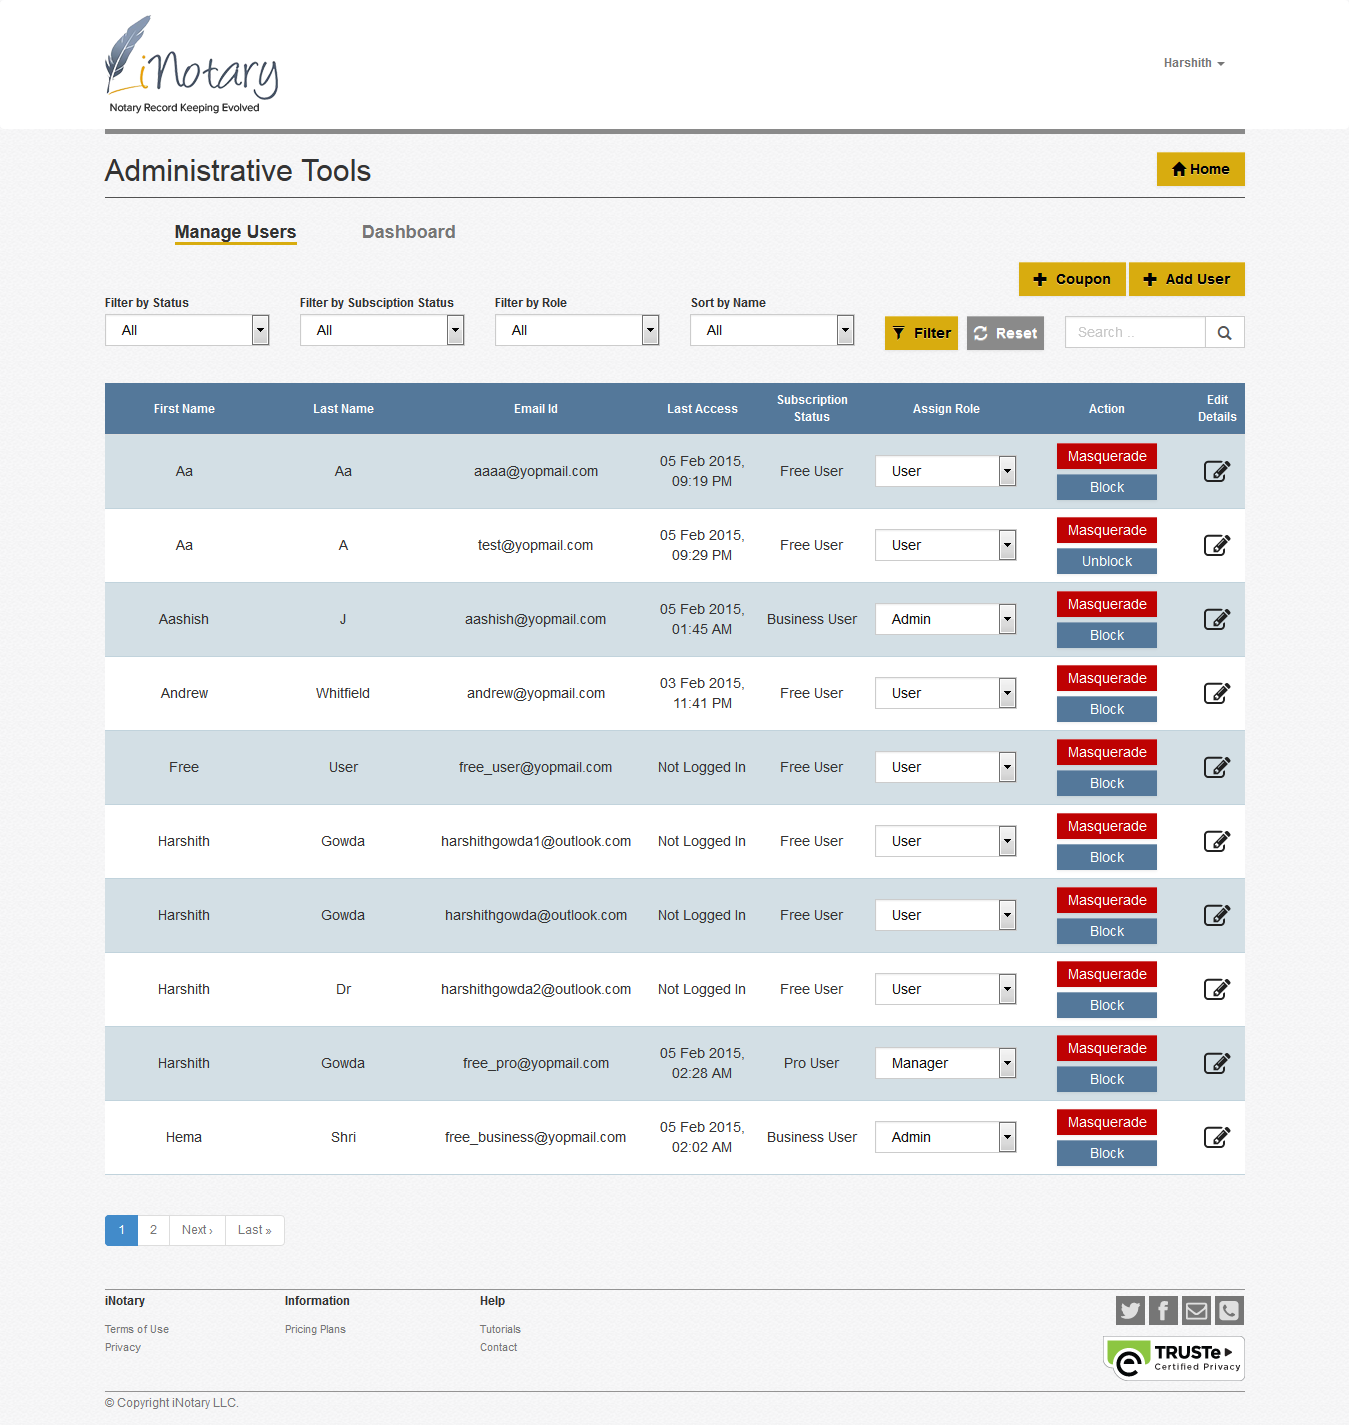 iNotary
Notary Record Keeping Evolved
Harshith
Administrative Tools
Home
Manage Users Dashboard
Coupon Add User
Filter by Status Filter by Subsciption Status Filter by Role Sort by Name
All All All All Filter Reset Search ..
First Name Last Name Email Id Last Access Subscription Status Assign Role Action Edit Details
Aa Aa aaaa@yopmail.com 05 Feb 2015, 09:19 PM Free User User Masquerade Block
Aa A test@yopmail.com 05 Feb 2015, 09:29 PM Free User User Masquerade Unblock
Aashish J aashish@yopmail.com 05 Feb 2015, 01:45 AM Business User Admin Masquerade Block
Andrew Whitfield andrew@yopmail.com 03 Feb 2015, 11:41 PM Free User User Masquerade Block
Free User free_user@yopmail.com Not Logged In Free User User Masquerade Block
Harshith Gowda harshithgowda1@outlook.com Not Logged In Free User User Masquerade Block
Harshith Gowda harshithgowda@outlook.com Not Logged In Free User User Masquerade Block
Harshith Dr harshithgowda2@outlook.com Not Logged In Free User User Masquerade Block
Harshith Gowda free_pro@yopmail.com 05 Feb 2015, 02:28 AM Pro User Manager Masquerade Block
Hema Shri free_business@yopmail.com 05 Feb 2015, 02:02 AM Business User Admin Masquerade Block
1 2 Next › Last »
iNotary Information Help
Terms of Use Pricing Plans Tutorials
Privacy Contact
TRUSTe
Certified Privacy
© Copyright iNotary LLC.